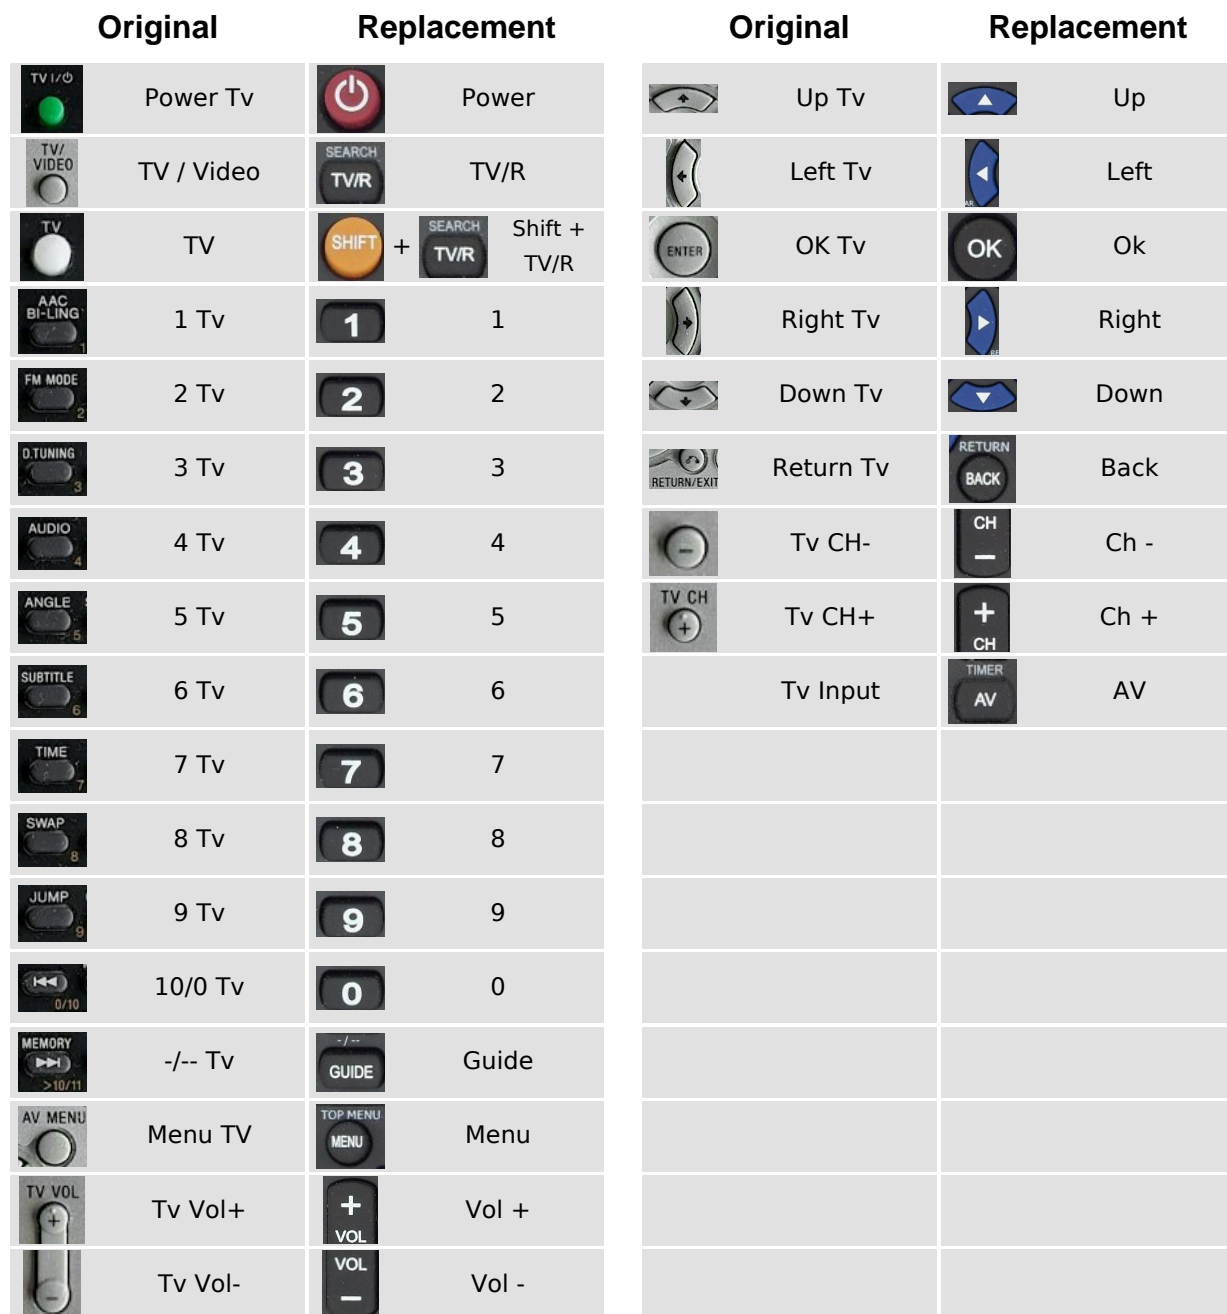 Original Replacement Original Replacement
TV I/⏻ Power Tv Power Up Tv Up
TV/
VIDEO TV / Video SEARCH
TV/R TV/R Left Tv Left
TV TV SHIFT + SEARCH
TV/R Shift +
TV/R ENTER OK Tv OK Ok
AAC
BI-LING 1 1 Tv 1 1 Right Tv Right
FM MODE 2 2 Tv 2 2 Down Tv Down
D.TUNING 3 3 Tv 3 3 RETURN/EXIT Return Tv RETURN
BACK Back
AUDIO 4 4 Tv 4 4 - Tv CH- CH
- Ch -
ANGLE 5 5 Tv 5 5 TV CH
+ Tv CH+ +
CH Ch +
SUBTITLE 6 6 Tv 6 6 Tv Input TIMER
AV AV
TIME 7 7 Tv 7 7
SWAP 8 8 Tv 8 8
JUMP 9 9 Tv 9 9
0/10 10/0 Tv 0 0
MEMORY
>10/11 -/-- Tv -/--
GUIDE Guide
AV MENU Menu TV TOP MENU
MENU Menu
TV VOL
+ Tv Vol+ +
VOL Vol +
- Tv Vol- VOL
- Vol -